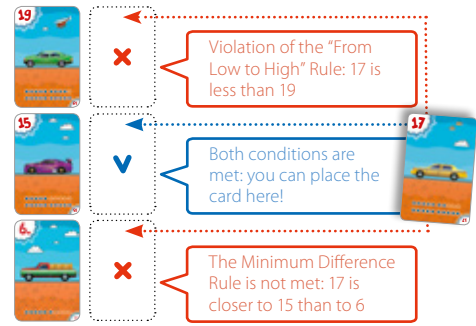 19
Violation of the “From
Low to High” Rule: 17 is
less than 19
15
17
Both conditions are
met: you can place the
card here!
6.
The Minimum Difference
Rule is not met: 17 is
closer to 15 than to 6